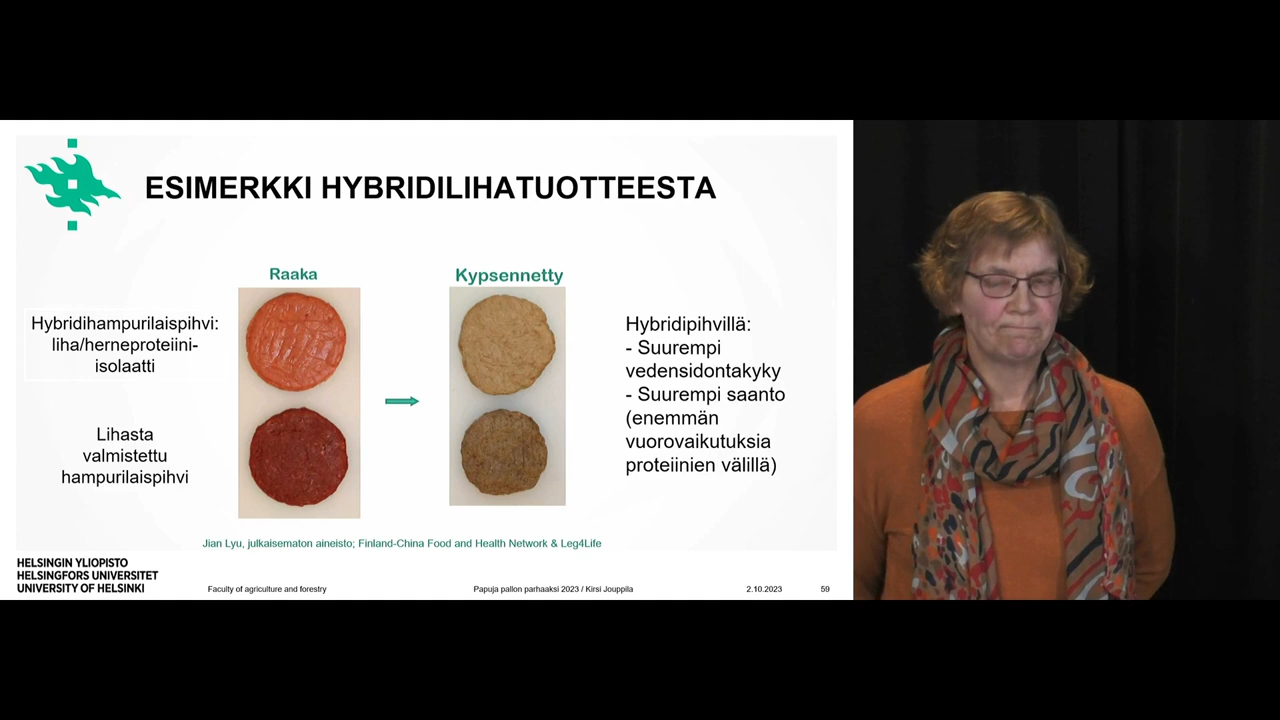 ESIMERKKI HYBRIDILIHATUOTTEESTA
Raaka
Kypsennetty
Hybridihampurilaispihvi:
liha/herneproteiini-
isolaatti
Lihasta
valmistettu
hampurilaispihvi
Hybridipihvillä:
- Suurempi
vedensidontakyky
- Suurempi saanto
(enemmän
vuorovaikutuksia
proteiinien välillä)
Jian Lyu, julkaisematon aineisto; Finland-China Food and Health Network & Leg4Life
HELSINGIN YLIOPISTO
HELSINGFORS UNIVERSITET
UNIVERSITY OF HELSINKI
Faculty of agriculture and forestry
Papuja pallon parhaaksi 2023 / Kirsi Jouppila
2.10.2023
59